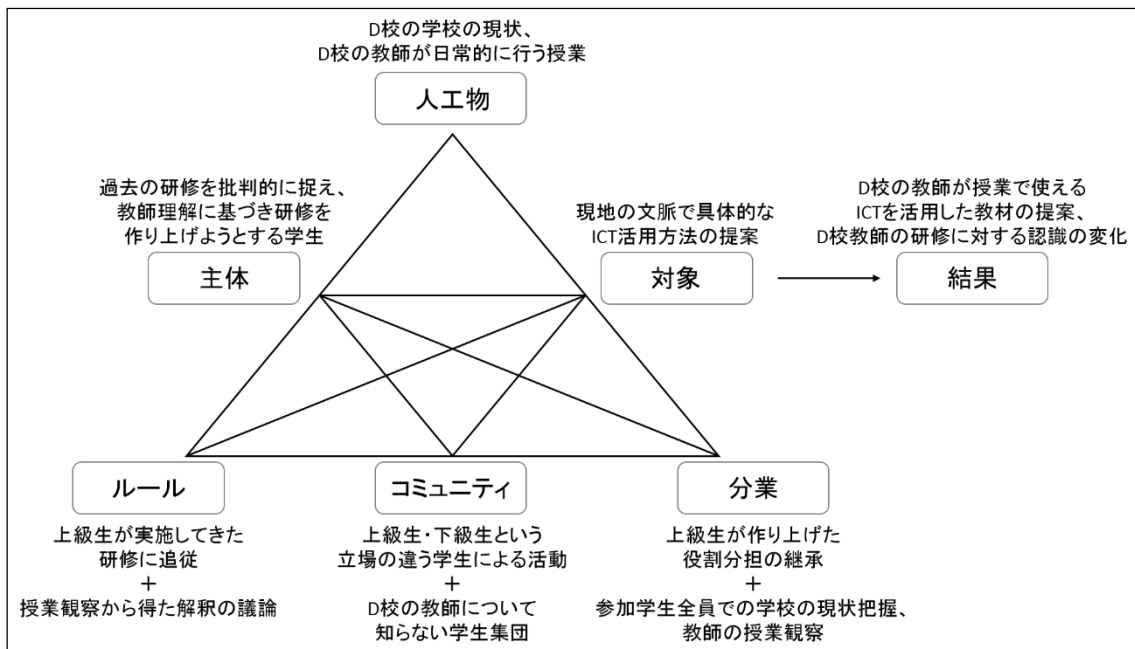 D校の学校の現状、
D校の教師が日常的に行う授業
人工物
過去の研修を批判的に捉え、
教師理解に基づき研修を
作り上げようとする学生
主体
現地の文脈で具体的な
ICT活用方法の提案
対象
D校の教師が授業で使える
ICTを活用した教材の提案、
D校教師の研修に対する認識の変化
結果
ルール
上級生が実施してきた
研修に追従
+
授業観察から得た解釈の議論
コミュニティ
上級生・下級生という
立場の違う学生による活動
+
D校の教師について
知らない学生集団
分業
上級生が作り上げた
役割分担の継承
+
参加学生全員での学校の現状把握、
教師の授業観察